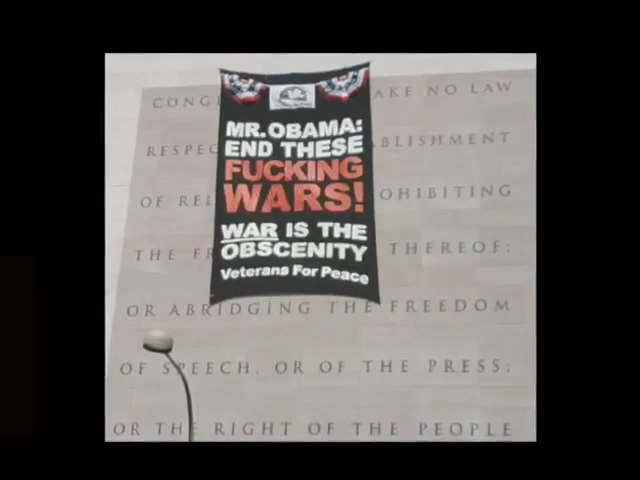 CONG AKE NO LAW
MR. OBAMA:
END THESE
FUCKING
WARS!
WAR IS THE
OBSCENITY
Veterans For Peace
RESPEC BLISHMENT
OF REL OHIBITING
THE FR THEREOF;
OR ABRIDGING THE FREEDOM
OF SPEECH, OR OF THE PRESS;
OR THE RIGHT OF THE PEOPLE